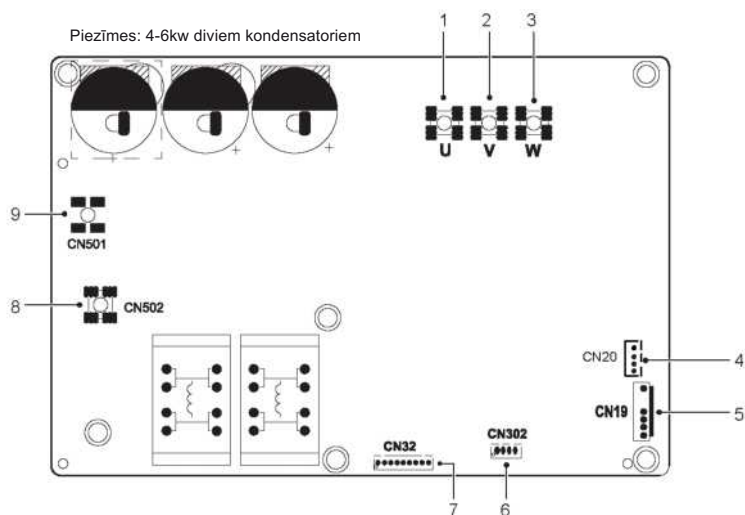 1 2 3
Piezīmes: 4-6kw diviem kondensatoriem
U V W
9
CN501
8 CN502
CN20 4
CN19 5
CN302
CN32
7 6